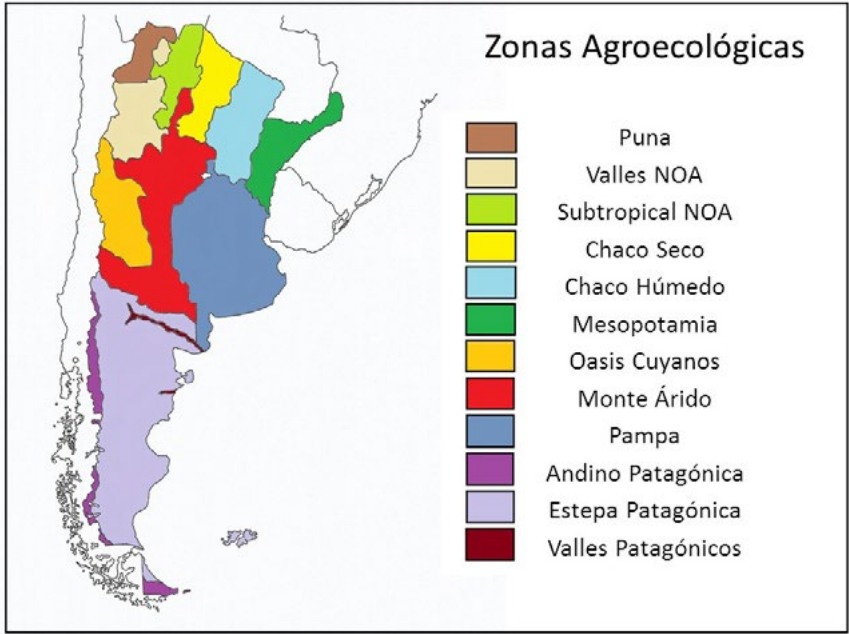 Zonas Agroecológicas
Puna
Valles NOA
Subtropical NOA
Chaco Seco
Chaco Húmedo
Mesopotamia
Oasis Cuyanos
Monte Árido
Pampa
Andino Patagónica
Estepa Patagónica
Valles Patagónicos